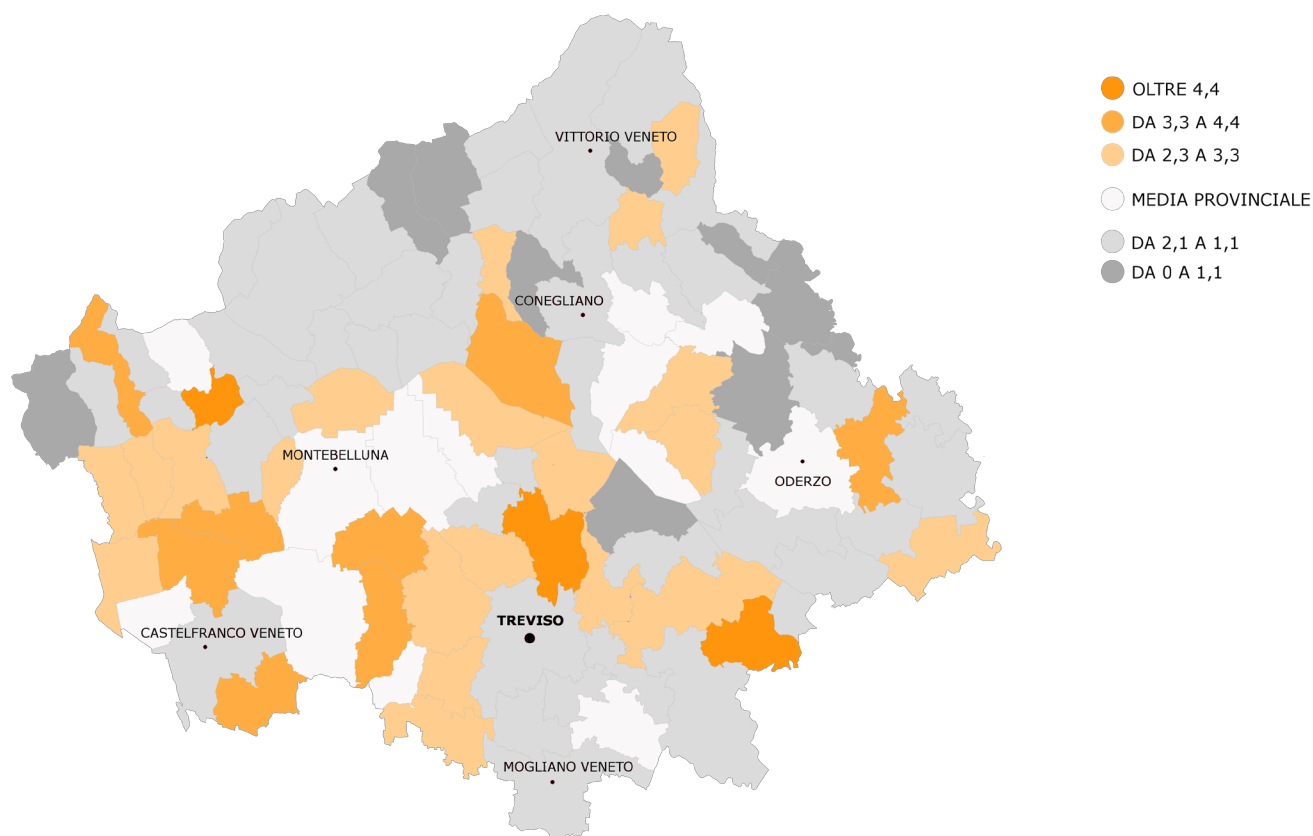 OLTRE 4,4
DA 3,3 A 4,4
VITTORIO VENETO
DA 2,3 A 3,3
MEDIA PROVINCIALE
DA 2,1 A 1,1
DA 0 A 1,1
CONEGLIANO
MONTEBELLUNA
ODERZO
TREVISO
CASTELFRANCO VENETO
MOGLIANO VENETO